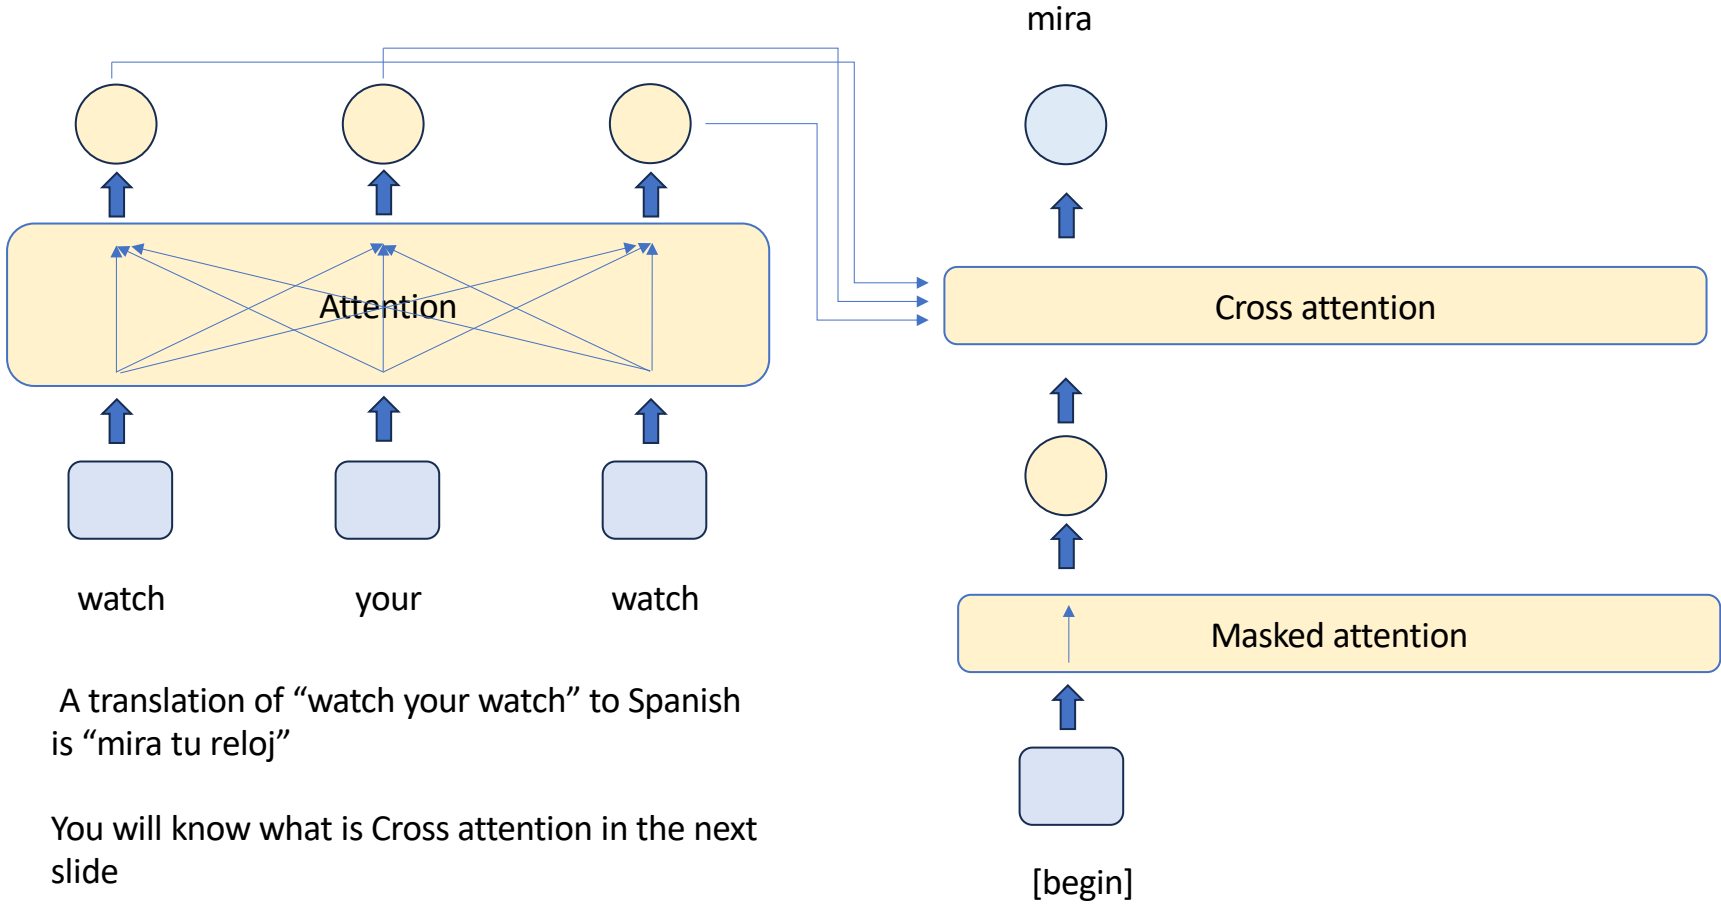 mira
Attention
Cross attention
watch
your
watch
Masked attention
A translation of “watch your watch” to Spanish
is “mira tu reloj”
You will know what is Cross attention in the next
slide
[begin]